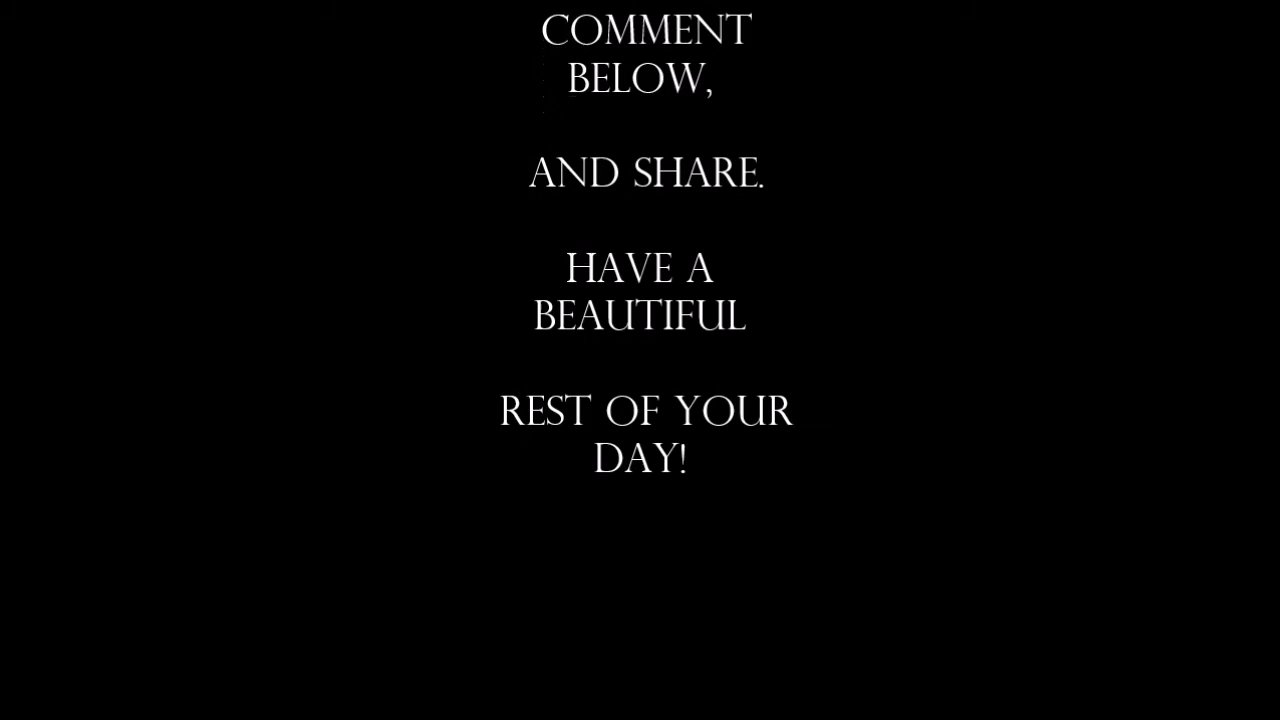 COMMENT
BELOW,
AND SHARE.
HAVE A
BEAUTIFUL
REST OF YOUR
DAY!